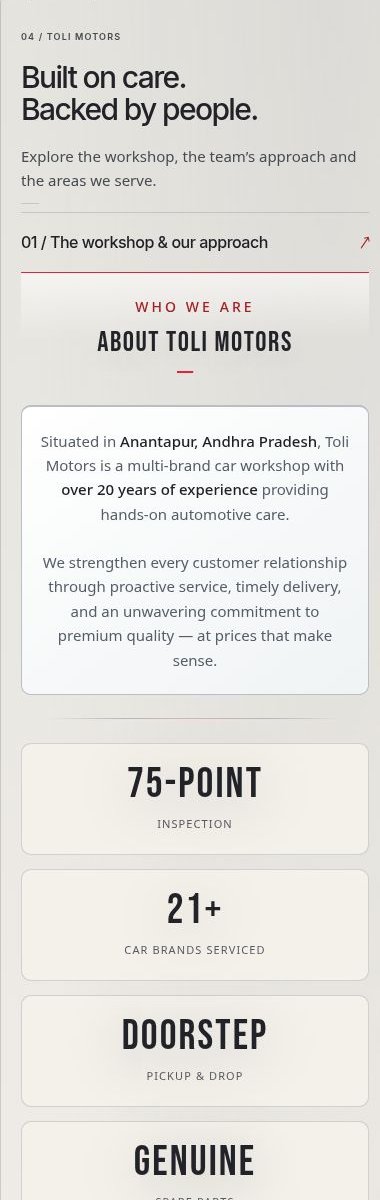 04 / TOLI MOTORS
Built on care.
Backed by people.
Explore the workshop, the team’s approach and
the areas we serve.
01 / The workshop & our approach
WHO WE ARE
ABOUT TOLI MOTORS
Situated in Anantapur, Andhra Pradesh, Toli
Motors is a multi-brand car workshop with
over 20 years of experience providing
hands-on automotive care.
We strengthen every customer relationship
through proactive service, timely delivery,
and an unwavering commitment to
premium quality — at prices that make
sense.
75-POINT
INSPECTION
21+
CAR BRANDS SERVICED
DOORSTEP
PICKUP & DROP
GENUINE